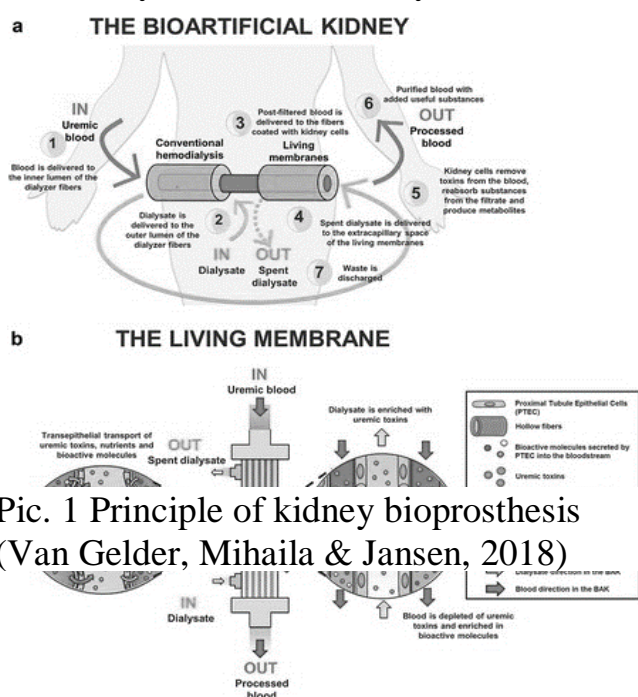 a THE BIOARTIFICIAL KIDNEY
IN
Uremic
blood
1
Blood is delivered to
the inner lumen of the
dialyzer fibers
3
Post-filtered blood is
delivered to the fibers
coated with kidney cells
Conventional
hemodialysis
Living
membranes
6
Purified blood with
added useful substances
OUT
Processed
blood
5
Kidney cells remove
toxins from the blood,
reabsorb substances
from the filtrate and
produce metabolites
Dialysate is
delivered to the
outer lumen of the
dialyzer fibers
2
IN
Dialysate
OUT
Spent
dialysate
4
Spent dialysate is delivered
to the extracapillary space
of the living membranes
7
Waste is
discharged
b THE LIVING MEMBRANE
IN
Uremic blood
Transepithelial transport of
uremic toxins, nutrients and
bioactive molecules
OUT
Spent dialysate
Dialysate is enriched with
uremic toxins
Proximal Tubule Epithelial Cells
(PTEC)
Hollow fibers
Bioactive molecules secreted by
PTEC into the bloodstream
Uremic toxins
Pic. 1 Principle of kidney bioprosthesis
(Van Gelder, Mihaila & Jansen, 2018)
Dialysate direction in the BAK
Blood direction in the BAK
IN
Dialysate
Blood is depleted of uremic
toxins and enriched in
bioactive molecules
OUT
Processed
blood